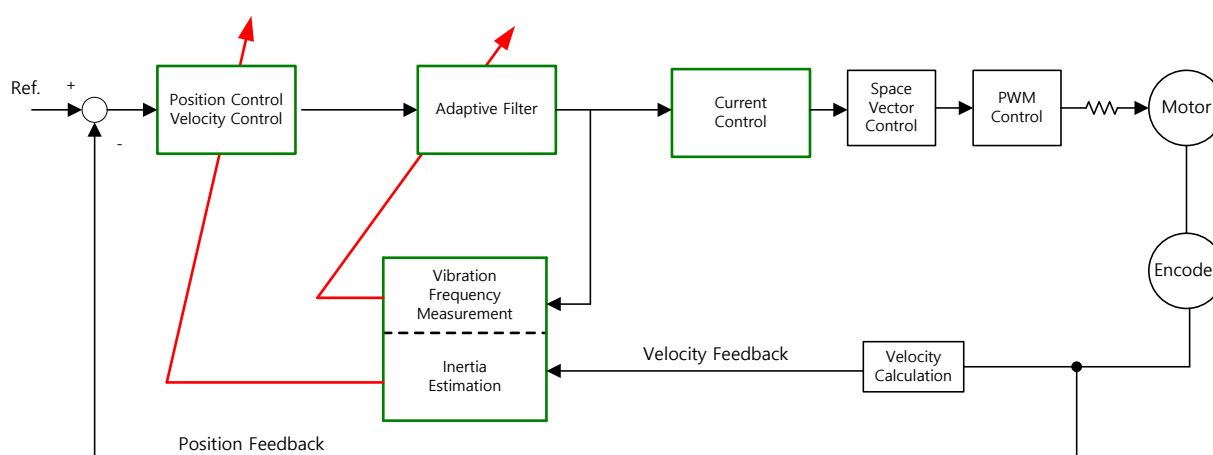 Ref.
+
-
Position Control
Velocity Control
Adaptive Filter
Current
Control
Space
Vector
Control
PWM
Control
Motor
Encode
Vibration
Frequency
Measurement
Inertia
Estimation
Velocity Feedback
Velocity
Calculation
Position Feedback